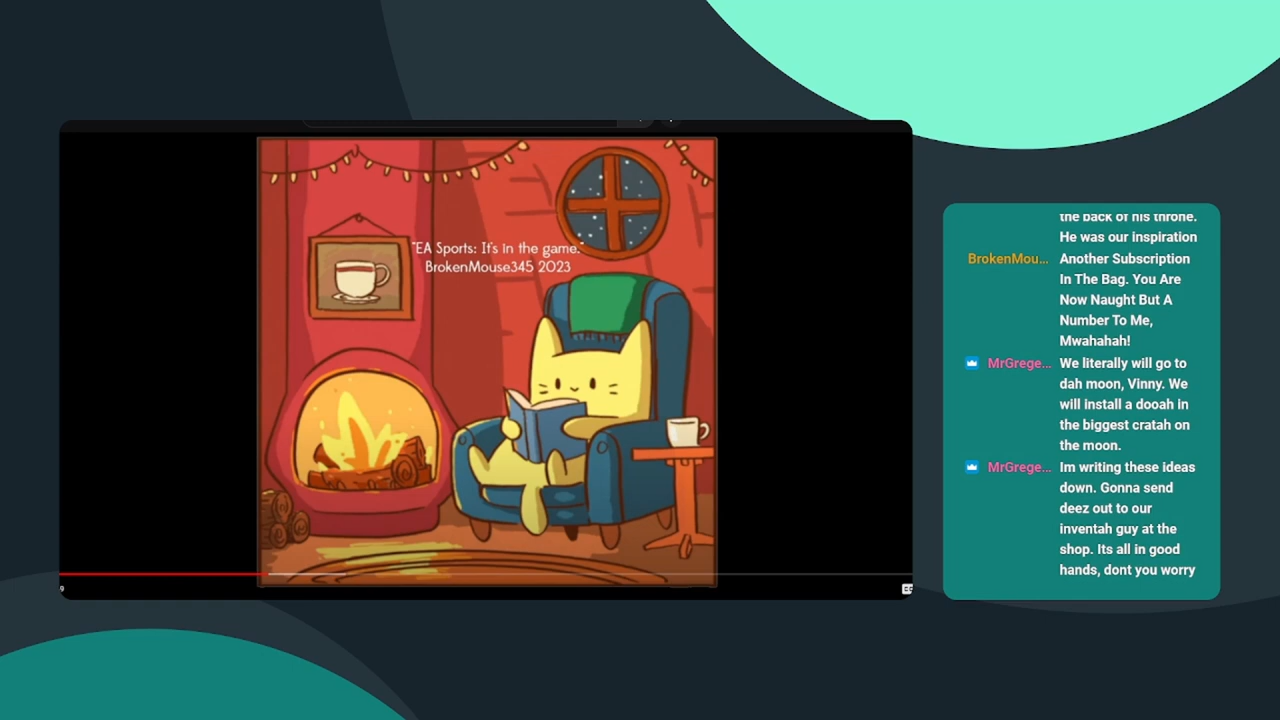 "EA Sports: It's in the game."
BrokenMouse345 2023
the back of his throne.
He was our inspiration
BrokenMou... Another Subscription
In The Bag. You Are
Now Naught But A
Number To Me,
Mwahahah!
MrGrege... We literally will go to
dah moon, Vinny. We
will install a dooah in
the biggest cratah on
the moon.
MrGrege... Im writing these ideas
down. Gonna send
deez out to our
inventah guy at the
shop. Its all in good
hands, dont you worry